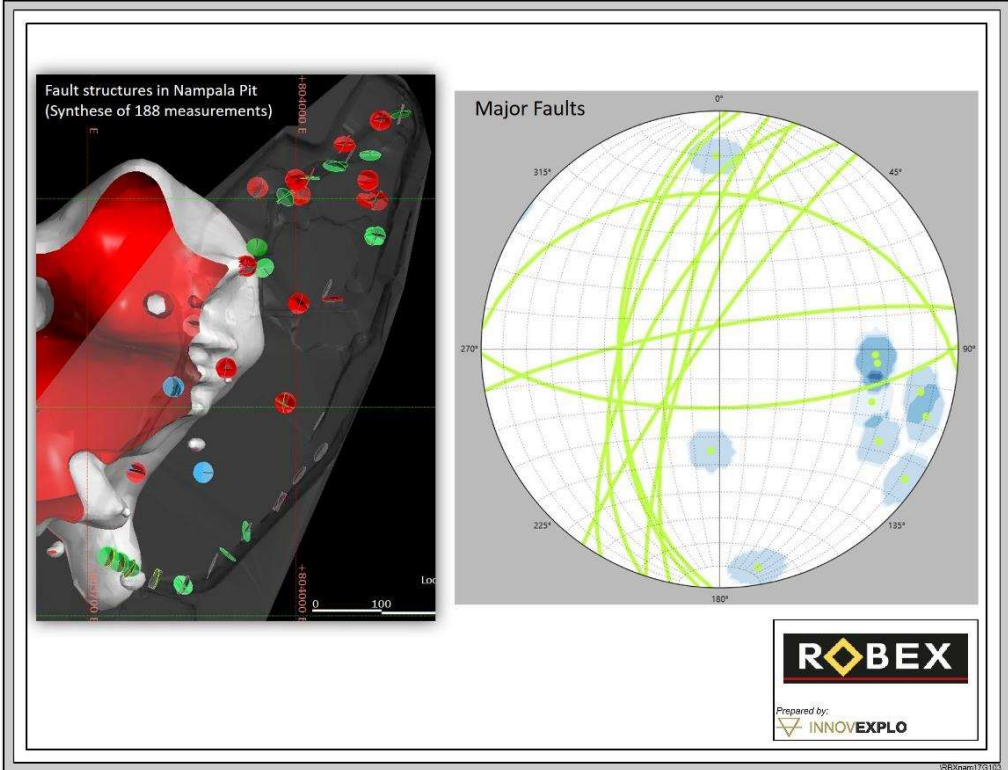 Fault structures in Nampala Pit
(Synthese of 188 measurements)
+804000 E
E
0 100
+804000 E
Major Faults
0°
45°
90°
135°
180°
225°
270°
315°
ROBEX
Prepared by:
INNOVEXPLO